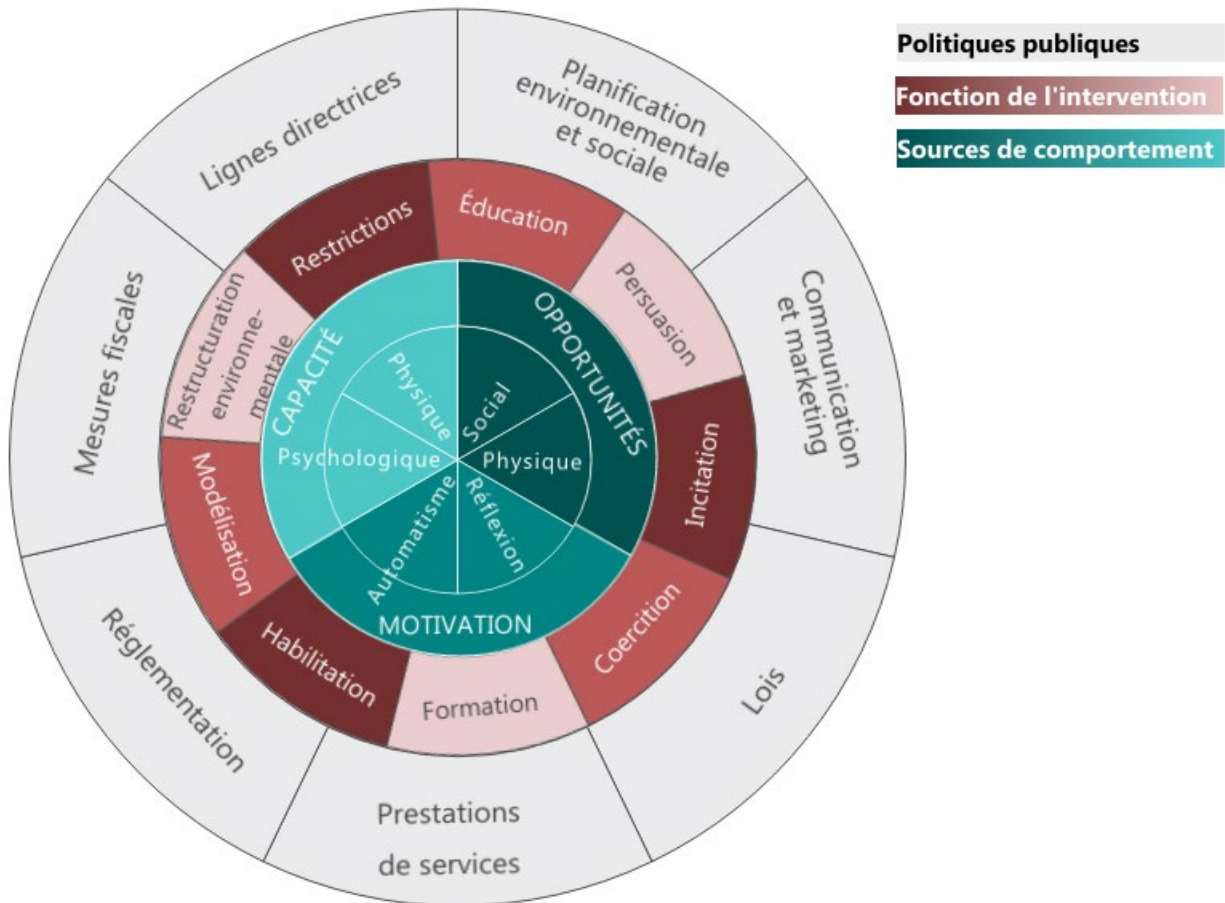 Politiques publiques
Fonction de l'intervention
Sources de comportement
Lignes directrices
Planification
environnementale
et sociale
Communication
et marketing
Lois
Prestations
de services
Réglementation
Mesures fiscales
Restrictions
Éducation
Persuasion
Incitation
Coercition
Formation
Habilitation
Modélisation
Restructuration
environne-
mentale
CAPACITÉ
Physique
Psychologique
OPPORTUNITÉS
Social
Physique
MOTIVATION
Réflexion
Automatisme